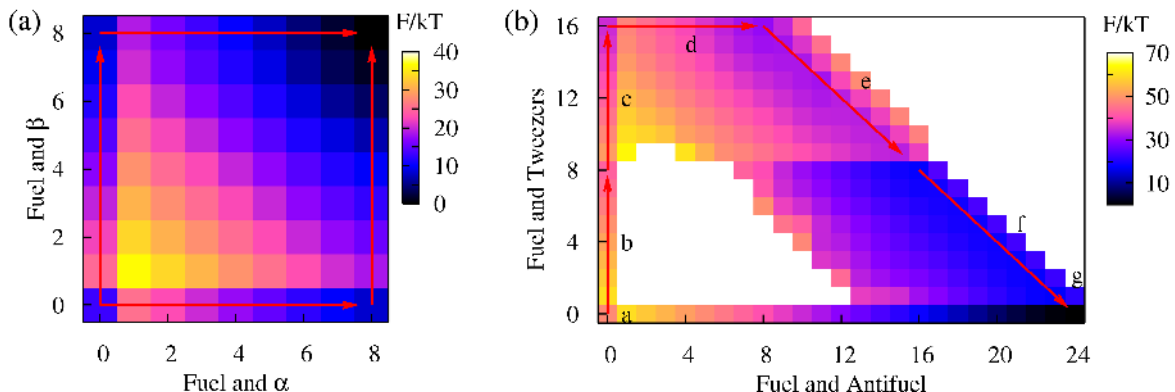 (a)
F/kT
40
30
20
10
0
8
6
4
2
0
Fuel and β
0 2 4 6 8
Fuel and α
(b)
F/kT
70
50
30
10
16
12
8
4
0
Fuel and Tweezers
d
e
c
b
f
g
a
0 4 8 12 16 20 24
Fuel and Antifuel